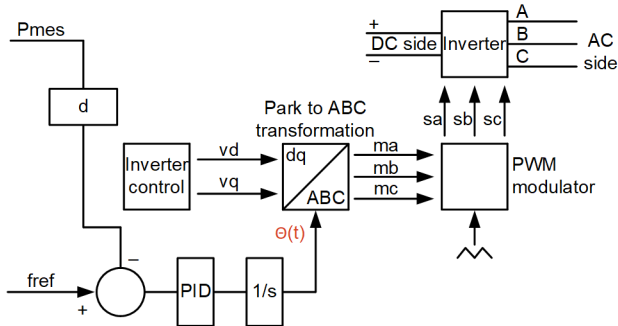 Pmes
A
+
DC side
–
Inverter
B
AC
side
C
d
sa
sb
sc
Park to ABC
transformation
Inverter
control
vd
vq
dq
ABC
ma
mb
mc
PWM
modulator
Θ(t)
–
fref
+
PID
1/s